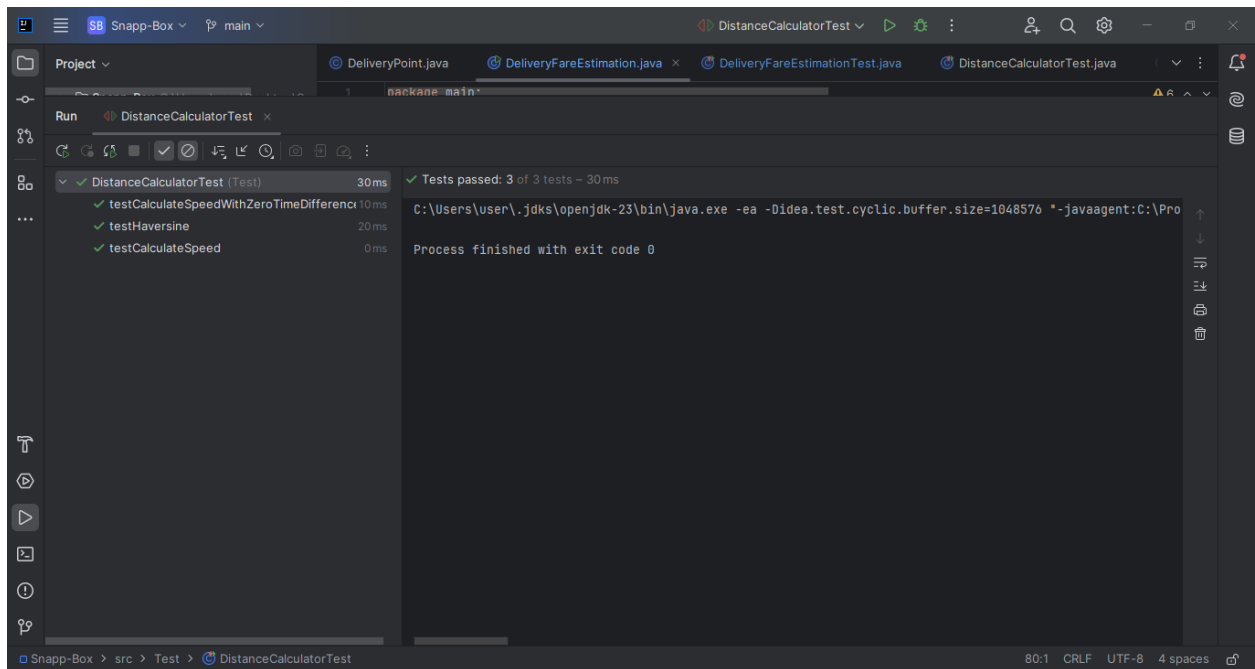 SB Snapp-Box main DistanceCalculatorTest
Project
DeliveryPoint.java DeliveryFareEstimation.java DeliveryFareEstimationTest.java DistanceCalculatorTest.java
1 package main; 6
Run DistanceCalculatorTest
DistanceCalculatorTest (Test) 30 ms
testCalculateSpeedWithZeroTimeDifference 10 ms
testHaversine 20 ms
testCalculateSpeed 0 ms
Tests passed: 3 of 3 tests – 30 ms
C:\Users\user\.jdks\openjdk-23\bin\java.exe -ea -Didea.test.cyclic.buffer.size=1048576 "-javaagent:C:\Pro
Process finished with exit code 0
Snapp-Box > src > Test > DistanceCalculatorTest 80:1 CRLF UTF-8 4 spaces